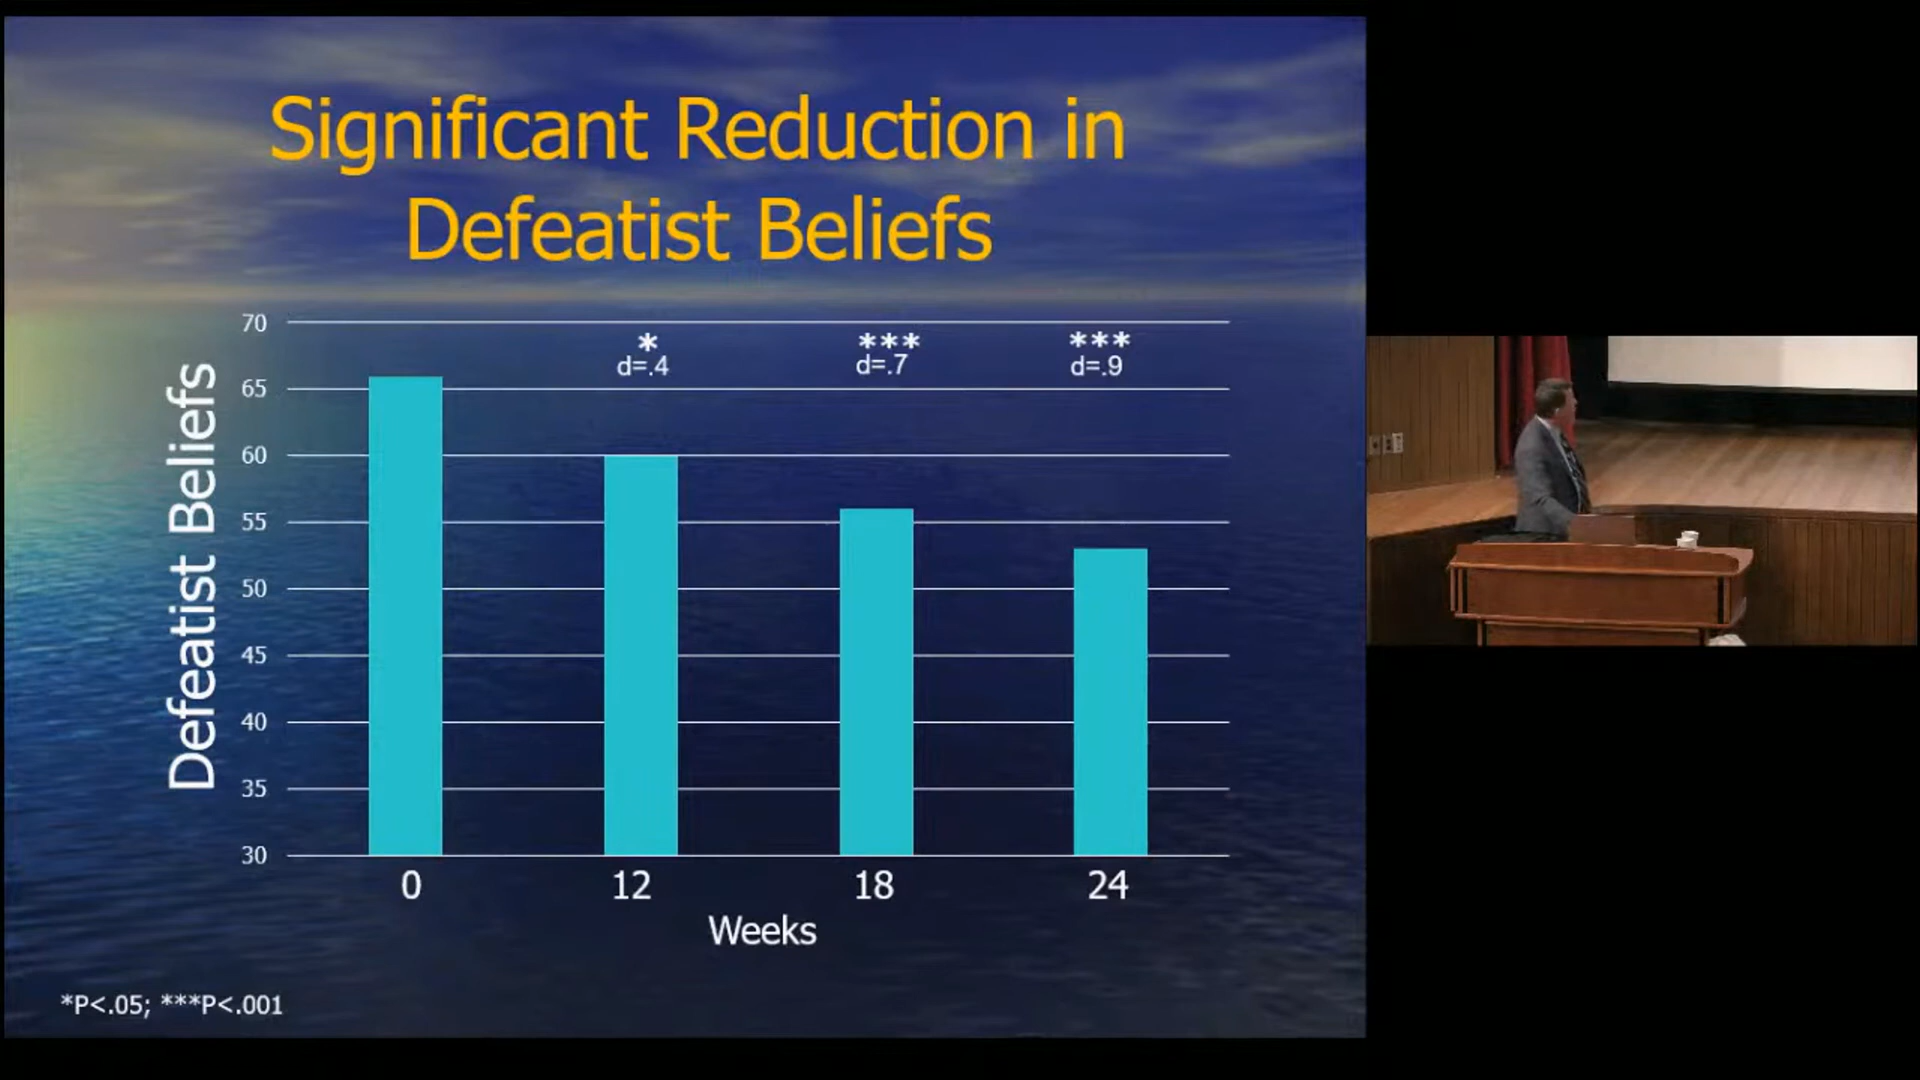 Significant Reduction in
Defeatist Beliefs
Defeatist Beliefs
70
65
60
55
50
45
40
35
30
*
d=.4
***
d=.7
***
d=.9
0 12 18 24
Weeks
*P<.05; ***P<.001